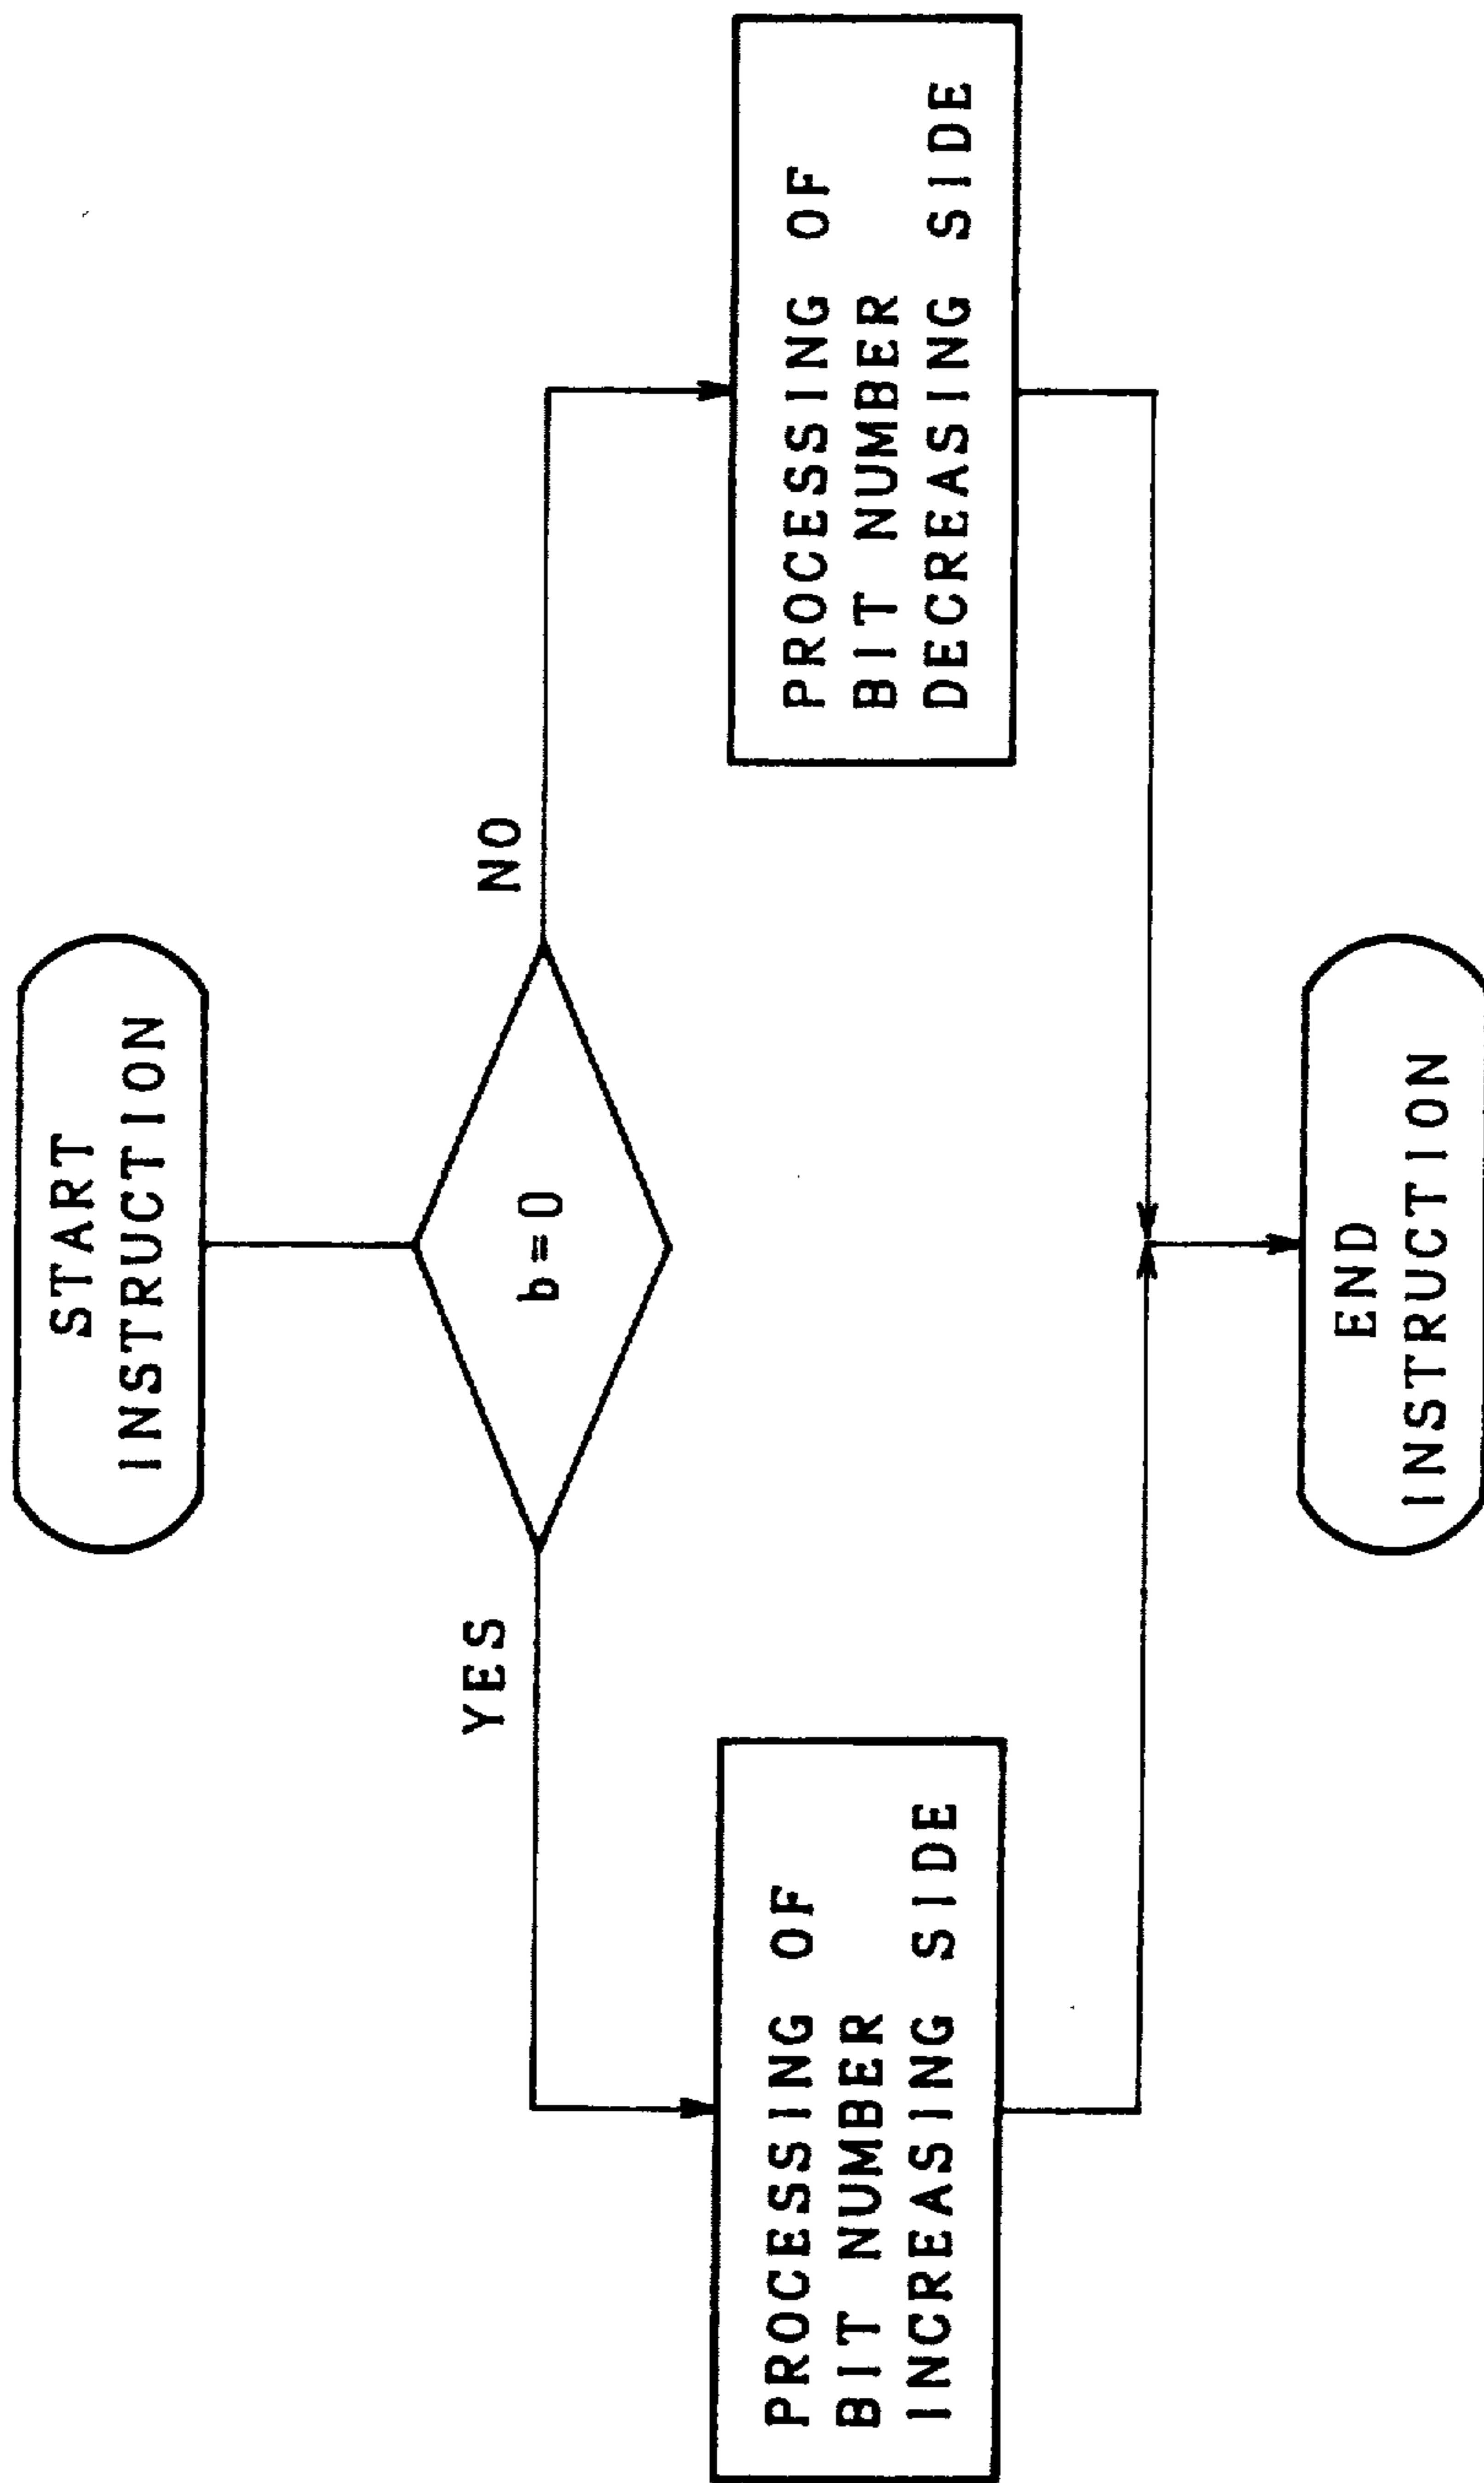 START
INSTRUCTION
b=0
YES
NO
PROCESSING OF
BIT NUMBER
INCREASING SIDE
PROCESSING OF
BIT NUMBER
DECREASING SIDE
END
INSTRUCTION